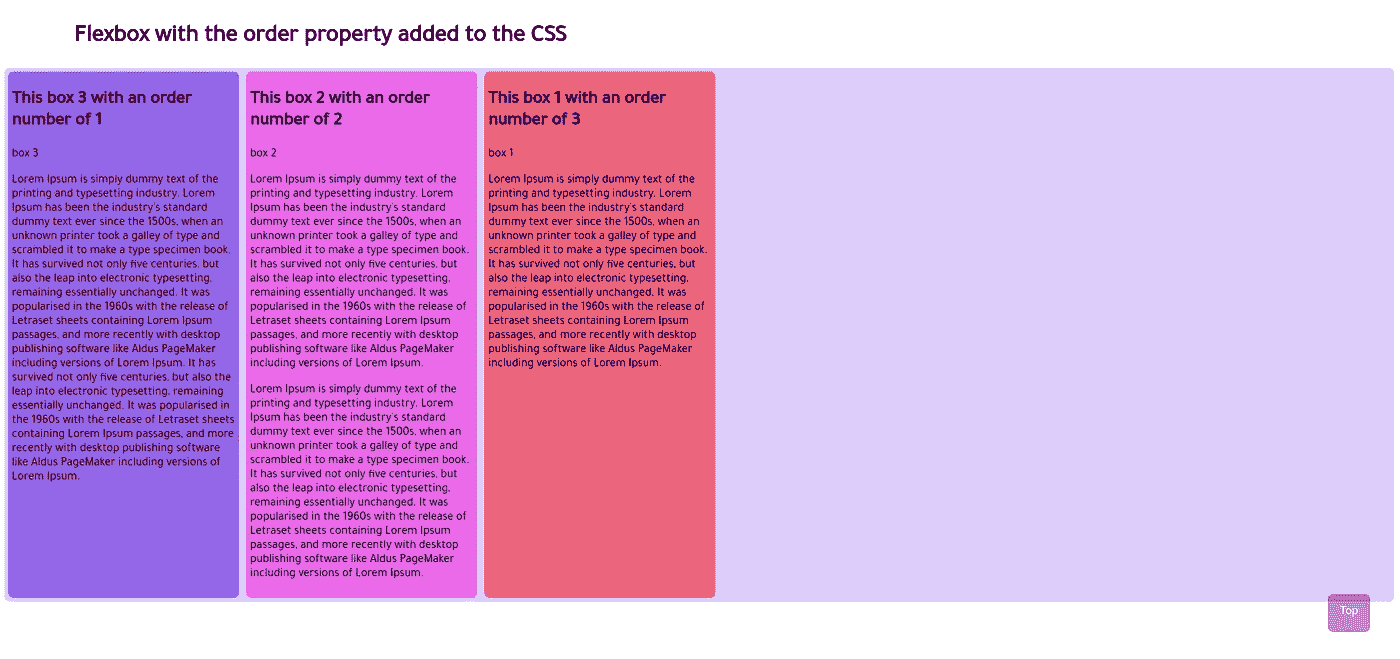 Flexbox with the order property added to the CSS
This box 3 with an order
number of 1
box 3
Lorem Ipsum is simply dummy text of the
printing and typesetting industry. Lorem
Ipsum has been the industry's standard
dummy text ever since the 1500s, when an
unknown printer took a galley of type and
scrambled it to make a type specimen book.
It has survived not only five centuries, but
also the leap into electronic typesetting,
remaining essentially unchanged. It was
popularised in the 1960s with the release of
Letraset sheets containing Lorem Ipsum
passages, and more recently with desktop
publishing software like Aldus PageMaker
including versions of Lorem Ipsum. It has
survived not only five centuries, but also the
leap into electronic typesetting, remaining
essentially unchanged. It was popularised in
the 1960s with the release of Letraset sheets
containing Lorem Ipsum passages, and more
recently with desktop publishing software
like Aldus PageMaker including versions of
Lorem Ipsum.
This box 2 with an order
number of 2
box 2
Lorem Ipsum is simply dummy text of the
printing and typesetting industry. Lorem
Ipsum has been the industry's standard
dummy text ever since the 1500s, when an
unknown printer took a galley of type and
scrambled it to make a type specimen book.
It has survived not only five centuries, but
also the leap into electronic typesetting,
remaining essentially unchanged. It was
popularised in the 1960s with the release of
Letraset sheets containing Lorem Ipsum
passages, and more recently with desktop
publishing software like Aldus PageMaker
including versions of Lorem Ipsum.
Lorem Ipsum is simply dummy text of the
printing and typesetting industry. Lorem
Ipsum has been the industry's standard
dummy text ever since the 1500s, when an
unknown printer took a galley of type and
scrambled it to make a type specimen book.
It has survived not only five centuries, but
also the leap into electronic typesetting,
remaining essentially unchanged. It was
popularised in the 1960s with the release of
Letraset sheets containing Lorem Ipsum
passages, and more recently with desktop
publishing software like Aldus PageMaker
including versions of Lorem Ipsum.
This box 1 with an order
number of 3
box 1
Lorem Ipsum is simply dummy text of the
printing and typesetting industry. Lorem
Ipsum has been the industry's standard
dummy text ever since the 1500s, when an
unknown printer took a galley of type and
scrambled it to make a type specimen book.
It has survived not only five centuries, but
also the leap into electronic typesetting,
remaining essentially unchanged. It was
popularised in the 1960s with the release of
Letraset sheets containing Lorem Ipsum
passages, and more recently with desktop
publishing software like Aldus PageMaker
including versions of Lorem Ipsum.
Top